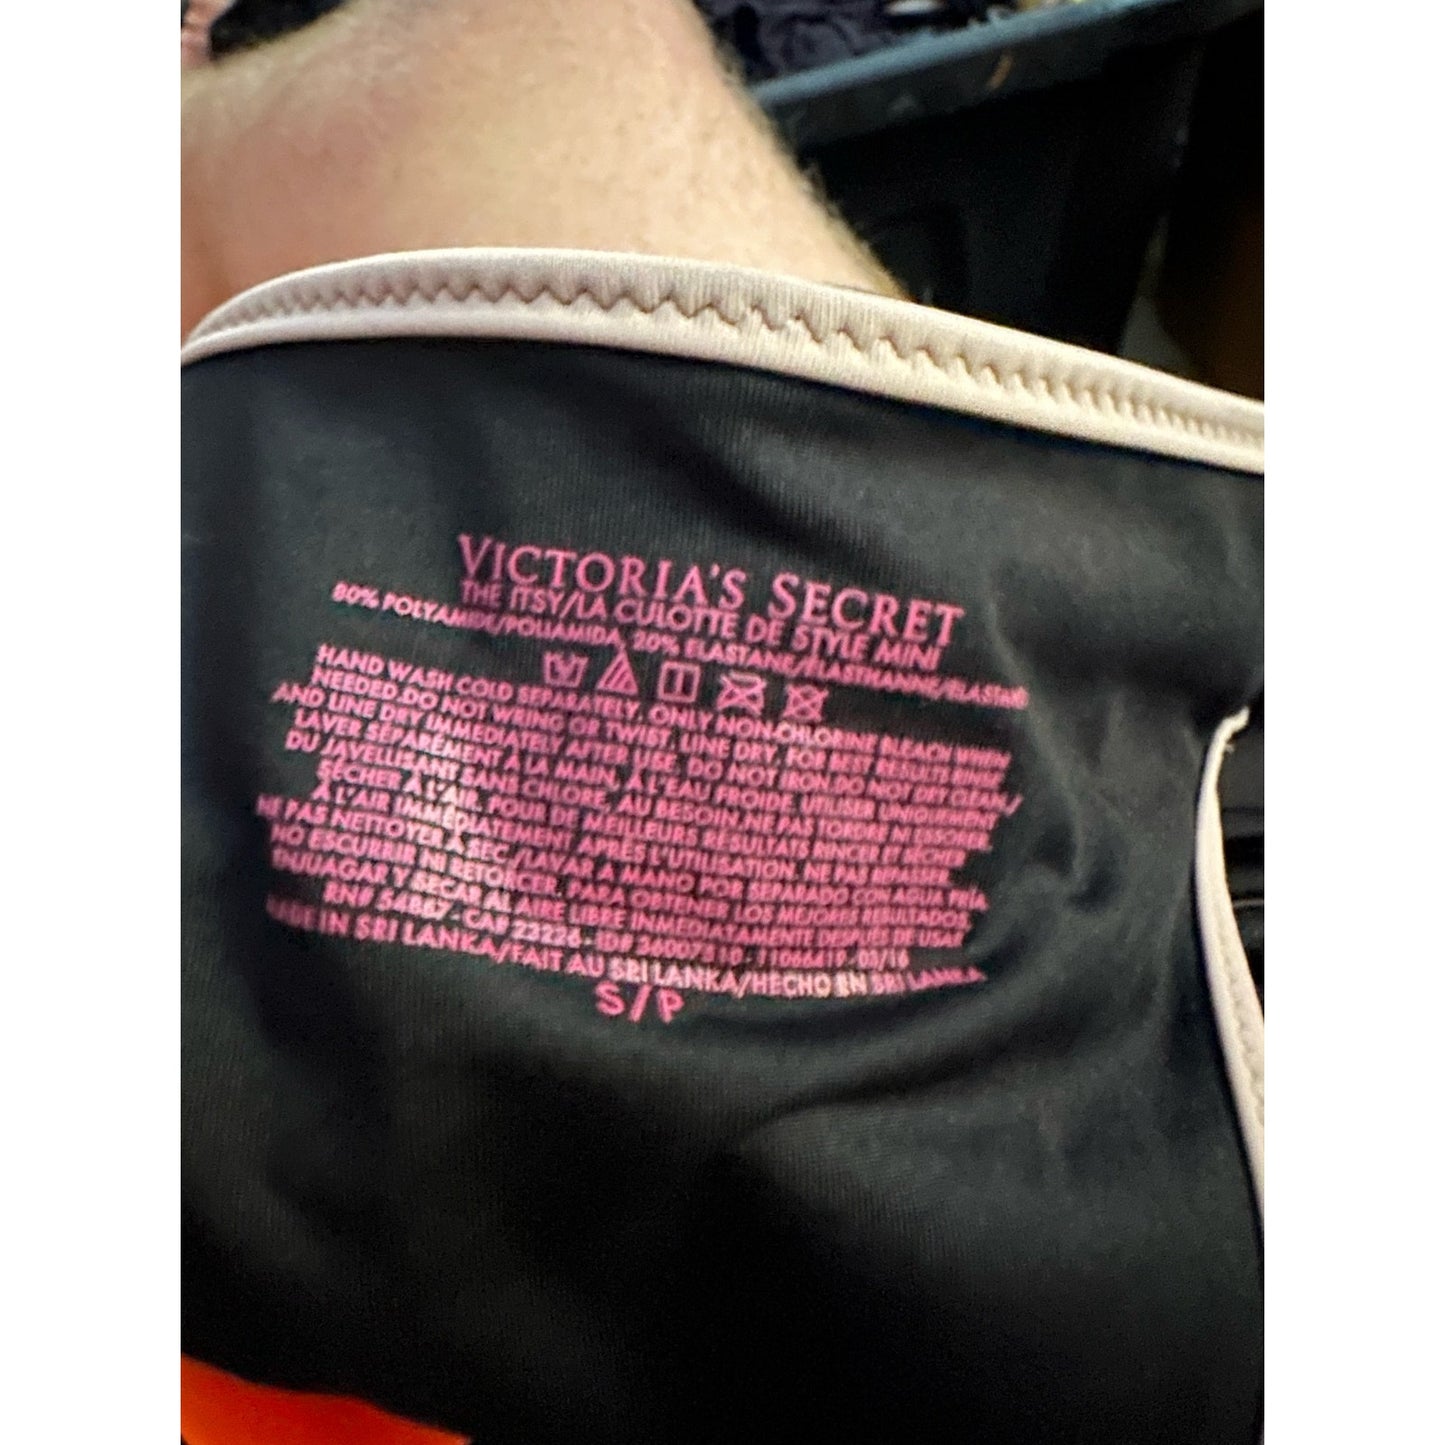 VICTORIA'S SECRET
THE ITSY/LA CULOTTE DE STYLE MINI
80% POLYAMIDE/POLIAMIDA, 20% ELASTANE/ÉLASTHANNE/ELASTANO
HAND WASH COLD SEPARATELY. ONLY NON-CHLORINE BLEACH WHEN
NEEDED. DO NOT WRING OR TWIST. LINE DRY. FOR BEST RESULTS RINSE
AND LINE DRY IMMEDIATELY AFTER USE. DO NOT IRON. DO NOT DRY CLEAN/
LAVER SÉPARÉMENT À LA MAIN, À L'EAU FROIDE. UTILISER UNIQUEMENT
DU JAVELLISANT SANS CHLORE, AU BESOIN. NE PAS TORDRE NI ESSORER.
SÉCHER À L'AIR. POUR DE MEILLEURS RÉSULTATS RINCER ET SÉCHER
À L'AIR IMMÉDIATEMENT APRÈS L'UTILISATION. NE PAS REPASSER.
NE PAS NETTOYER À SEC/LAVAR A MANO POR SEPARADO CON AGUA FRÍA
NO ESCURRIR NI RETORCER. PARA OBTENER LOS MEJORES RESULTADOS
ENJUAGAR Y SECAR AL AIRE LIBRE INMEDIATAMENTE DESPUÉS DE USAR
RN# 54867 - CA# 23226 - ID# 36007310 - 11066419 - 03/16
MADE IN SRI LANKA/FAIT AU SRI LANKA/HECHO EN SRI LANKA
S/P